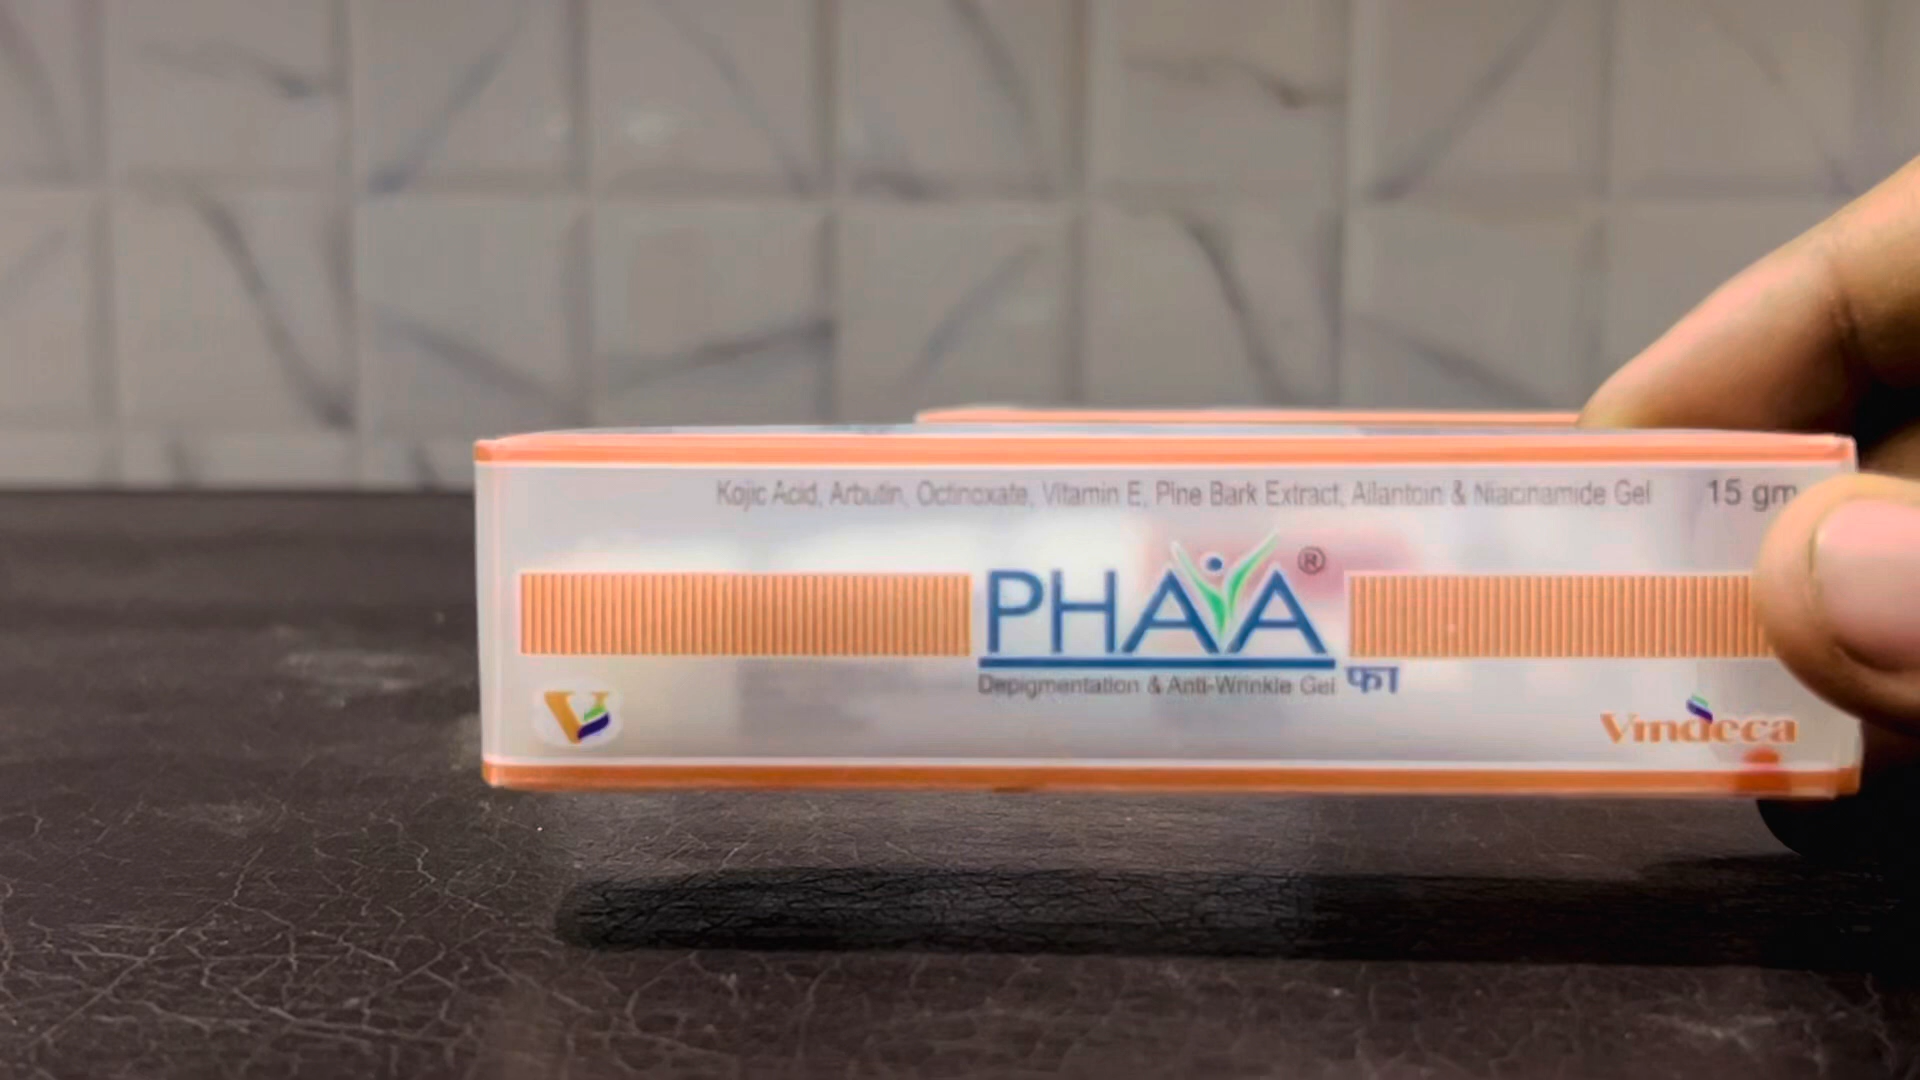 Kojic Acid, Arbutin, Octinoxate, Vitamin E, Pine Bark Extract, Allantoin & Niacinamide Gel 15 gm
PHAYA®
Depigmentation & Anti-Wrinkle Gel फा
Vindeca